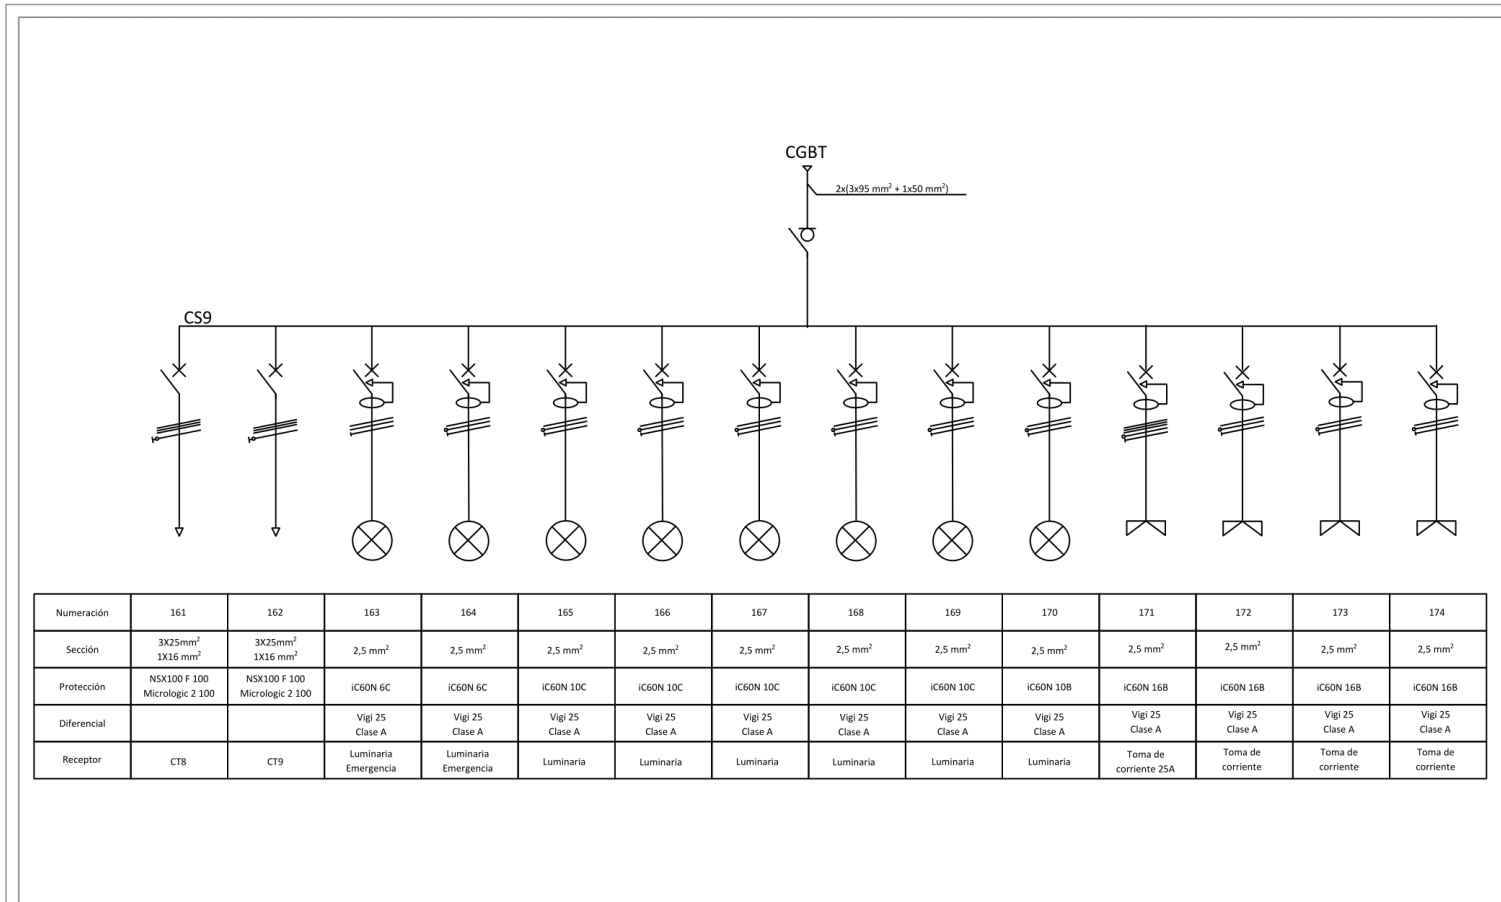 CGBT
2x(3x95 mm² + 1x50 mm²)
CS9
Numeración 161 162 163 164 165 166 167 168 169 170 171 172 173 174
Sección 3X25mm² 1X16 mm² 3X25mm² 1X16 mm² 2,5 mm² 2,5 mm² 2,5 mm² 2,5 mm² 2,5 mm² 2,5 mm² 2,5 mm² 2,5 mm² 2,5 mm² 2,5 mm² 2,5 mm² 2,5 mm²
Protección NSX100 F 100 Micrologic 2 100 NSX100 F 100 Micrologic 2 100 iC60N 6C iC60N 6C iC60N 10C iC60N 10C iC60N 10C iC60N 10C iC60N 10C iC60N 10B iC60N 16B iC60N 16B iC60N 16B iC60N 16B
Diferencial Vigi 25 Clase A Vigi 25 Clase A Vigi 25 Clase A Vigi 25 Clase A Vigi 25 Clase A Vigi 25 Clase A Vigi 25 Clase A Vigi 25 Clase A Vigi 25 Clase A Vigi 25 Clase A Vigi 25 Clase A Vigi 25 Clase A
Receptor CT8 CT9 Luminaria Emergencia Luminaria Emergencia Luminaria Luminaria Luminaria Luminaria Luminaria Luminaria Toma de corriente 25A Toma de corriente Toma de corriente Toma de corriente